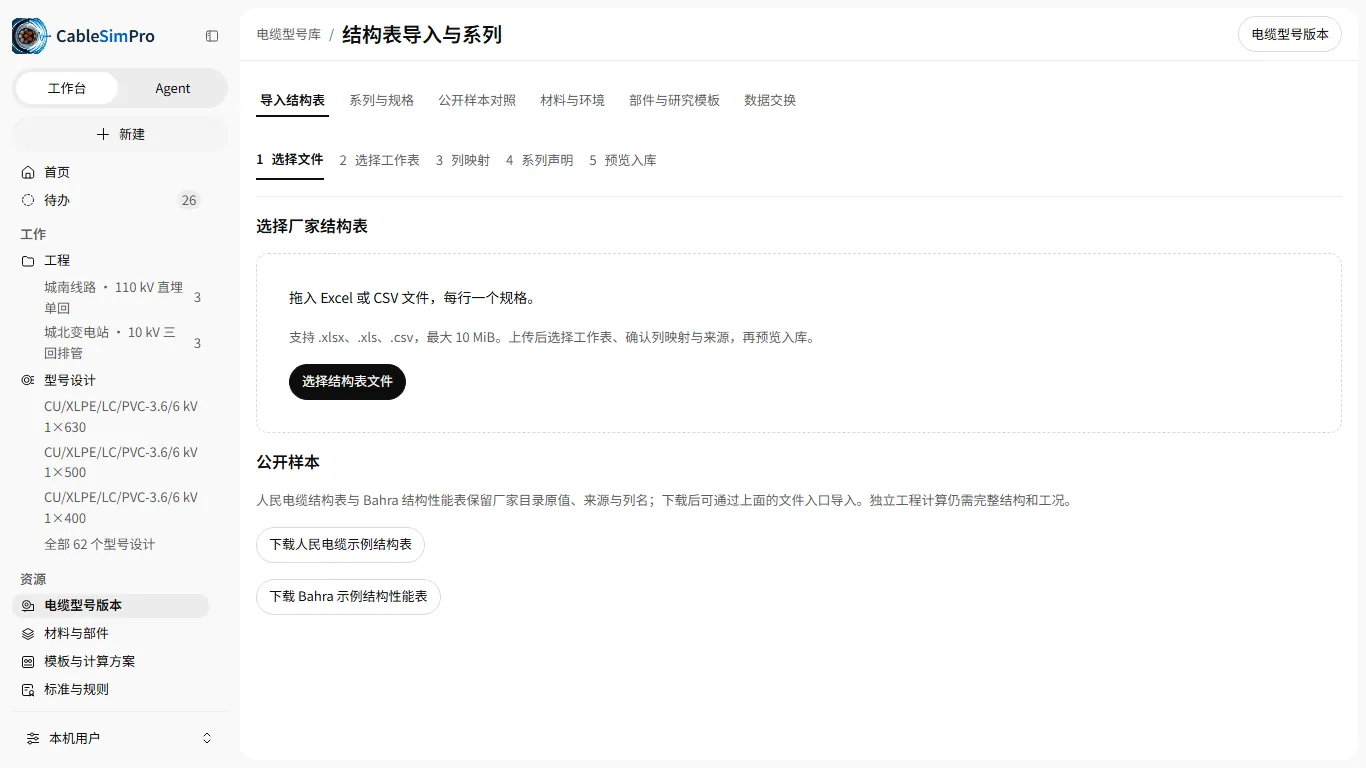 CableSimPro
工作台
Agent
新建
首页
待办
26
工作
工程
城南线路 · 110 kV 直埋
单回
3
城北变电站 · 10 kV 三
回排管
3
型号设计
CU/XLPE/LC/PVC-3.6/6 kV
1×630
CU/XLPE/LC/PVC-3.6/6 kV
1×500
CU/XLPE/LC/PVC-3.6/6 kV
1×400
全部 62 个型号设计
资源
电缆型号版本
材料与部件
模板与计算方案
标准与规则
本机用户
电缆型号库 / 结构表导入与系列
电缆型号版本
导入结构表
系列与规格
公开样本对照
材料与环境
部件与研究模板
数据交换
1 选择文件
2 选择工作表
3 列映射
4 系列声明
5 预览入库
选择厂家结构表
拖入 Excel 或 CSV 文件，每行一个规格。
支持 .xlsx、.xls、.csv，最大 10 MiB。上传后选择工作表、确认列映射与来源，再预览入库。
选择结构表文件
公开样本
人民电缆结构表与 Bahra 结构性能表保留厂家目录原值、来源与列名；下载后可通过上面的文件入口导入。独立工程计算仍需完整结构和工况。
下载人民电缆示例结构表
下载 Bahra 示例结构性能表